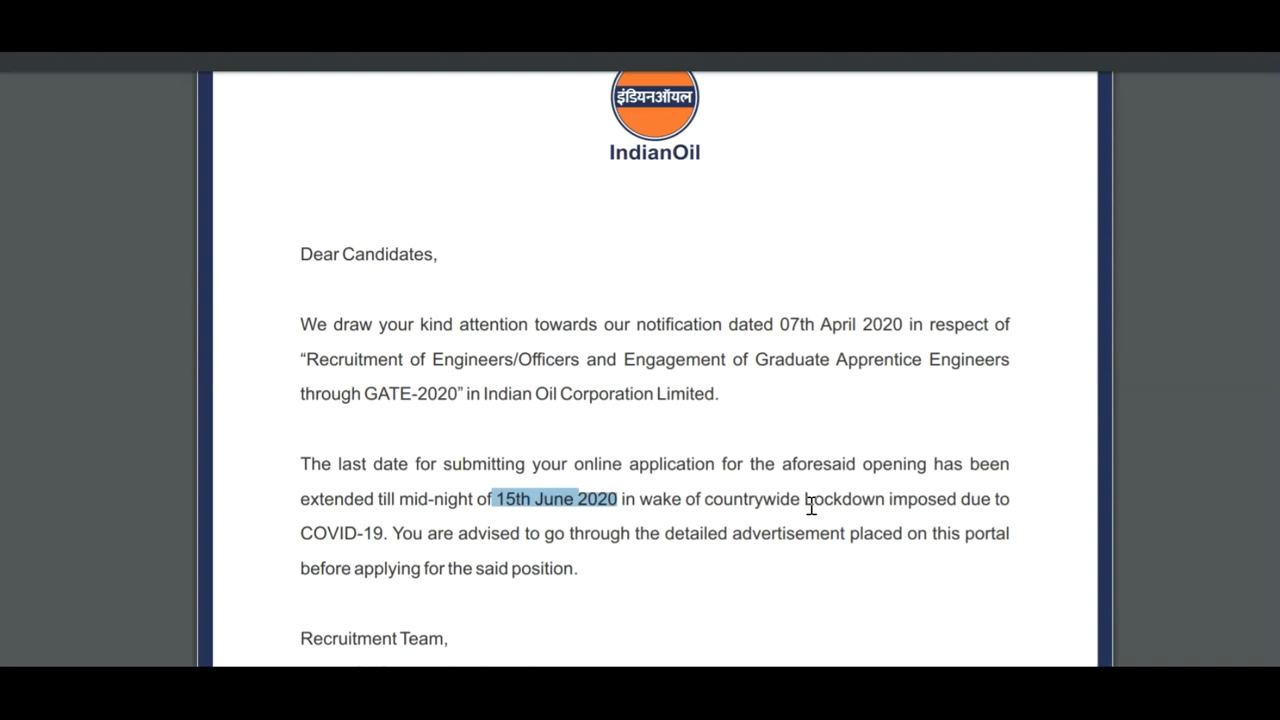 इंडियनऑयल
IndianOil
Dear Candidates,
We draw your kind attention towards our notification dated 07th April 2020 in respect of
“Recruitment of Engineers/Officers and Engagement of Graduate Apprentice Engineers
through GATE-2020” in Indian Oil Corporation Limited.
The last date for submitting your online application for the aforesaid opening has been
extended till mid-night of 15th June 2020 in wake of countrywide lockdown imposed due to
COVID-19. You are advised to go through the detailed advertisement placed on this portal
before applying for the said position.
Recruitment Team,